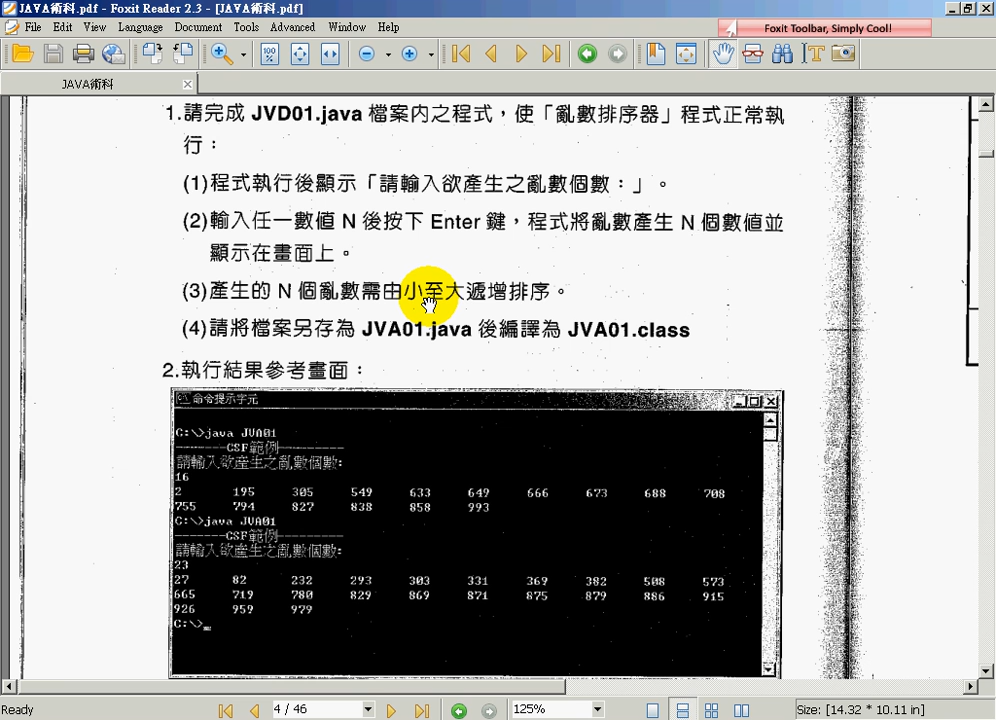 JAVA術科.pdf - Foxit Reader 2.3 - [JAVA術科.pdf]
File Edit View Language Document Tools Advanced Window Help
Foxit Toolbar, Simply Cool!
JAVA術科
1.請完成 JVD01.java 檔案內之程式，使「亂數排序器」程式正常執
行：
(1)程式執行後顯示「請輸入欲產生之亂數個數：」。
(2)輸入任一數值 N 後按下 Enter 鍵，程式將亂數產生 N 個數值並
顯示在畫面上。
(3)產生的 N 個亂數需由小至大遞增排序。
(4)請將檔案另存為 JVA01.java 後編譯為 JVA01.class
2.執行結果參考畫面：
命令提示字元
C:\>java JVA01
-------CSF範例---------
請輸入欲產生之亂數個數:
16
2 195 305 549 633 649 666 673 688 708
755 794 827 838 858 993
C:\>java JVA01
-------CSF範例---------
請輸入欲產生之亂數個數:
23
27 82 232 293 303 331 369 382 508 573
665 719 780 829 869 871 875 879 886 915
926 959 979
C:\>_
Ready 4 / 46 125% Size: [14.32 * 10.11 in]